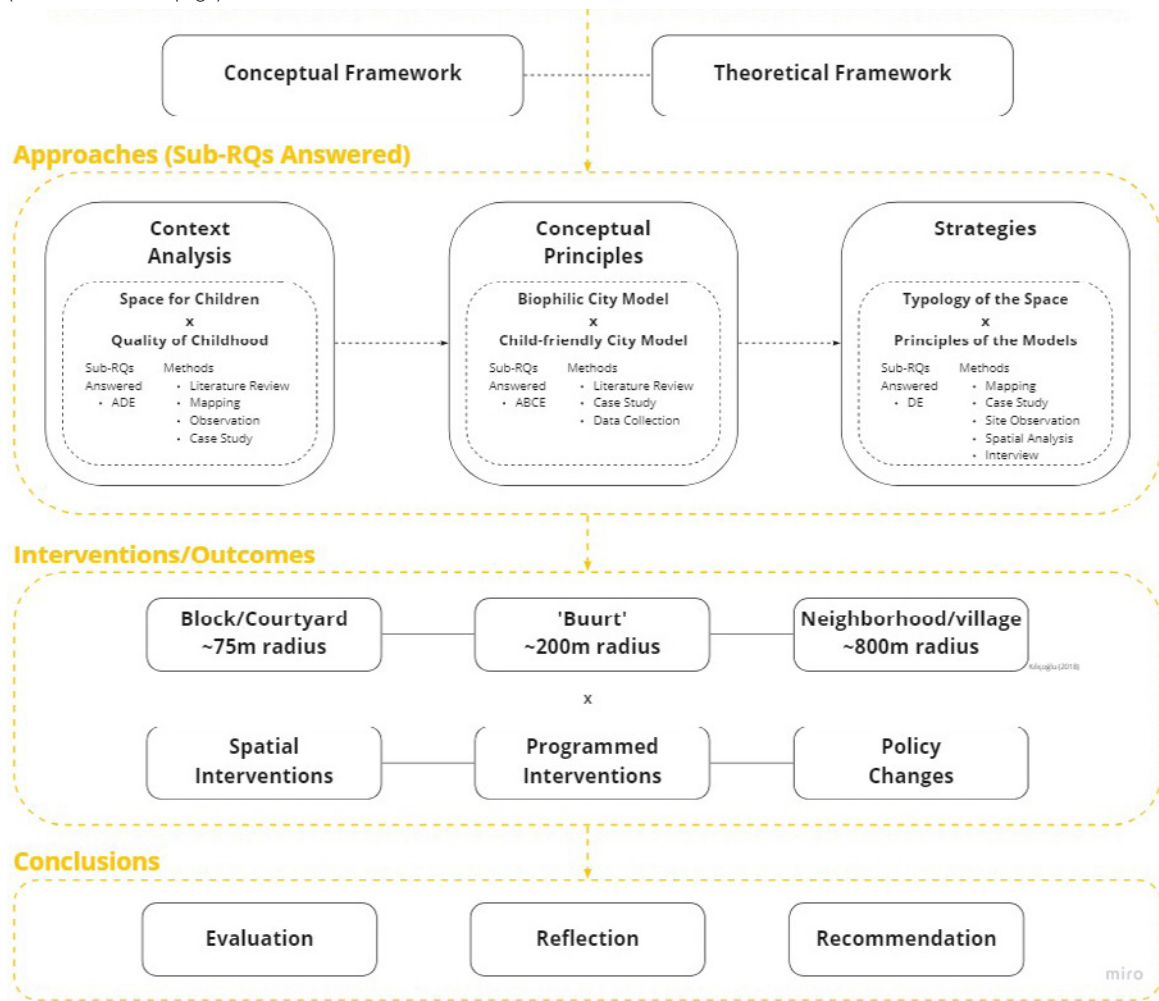 Conceptual Framework
Theoretical Framework
Approaches (Sub-RQs Answered)
Context
Analysis
Space for Children
x
Quality of Childhood
Sub-RQs
Answered
• ADE
Methods
• Literature Review
• Mapping
• Observation
• Case Study
Conceptual
Principles
Biophilic City Model
x
Child-friendly City Model
Sub-RQs
Answered
• ABCE
Methods
• Literature Review
• Case Study
• Data Collection
Strategies
Typology of the Space
x
Principles of the Models
Sub-RQs
Answered
• DE
Methods
• Mapping
• Case Study
• Site Observation
• Spatial Analysis
• Interview
Interventions/Outcomes
Block/Courtyard
~75m radius
'Buurt'
~200m radius
Neighborhood/village
~800m radius
(2018)
x
Spatial
Interventions
Programmed
Interventions
Policy
Changes
Conclusions
Evaluation
Reflection
Recommendation
miro